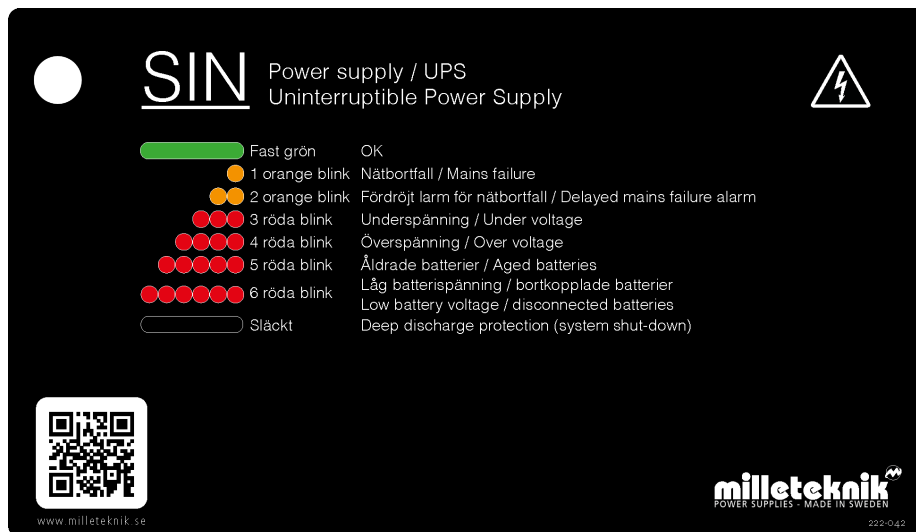 SIN
Power supply / UPS
Uninterruptible Power Supply
Fast grön OK
1 orange blink Nätbortfall / Mains failure
2 orange blink Fördröjt larm för nätbortfall / Delayed mains failure alarm
3 röda blink Underspänning / Under voltage
4 röda blink Överspänning / Over voltage
5 röda blink Åldrade batterier / Aged batteries
6 röda blink Låg batterispänning / bortkopplade batterier
Low battery voltage / disconnected batteries
Släckt Deep discharge protection (system shut-down)
www.milleteknik.se
milleteknik
POWER SUPPLIES - MADE IN SWEDEN
222-042